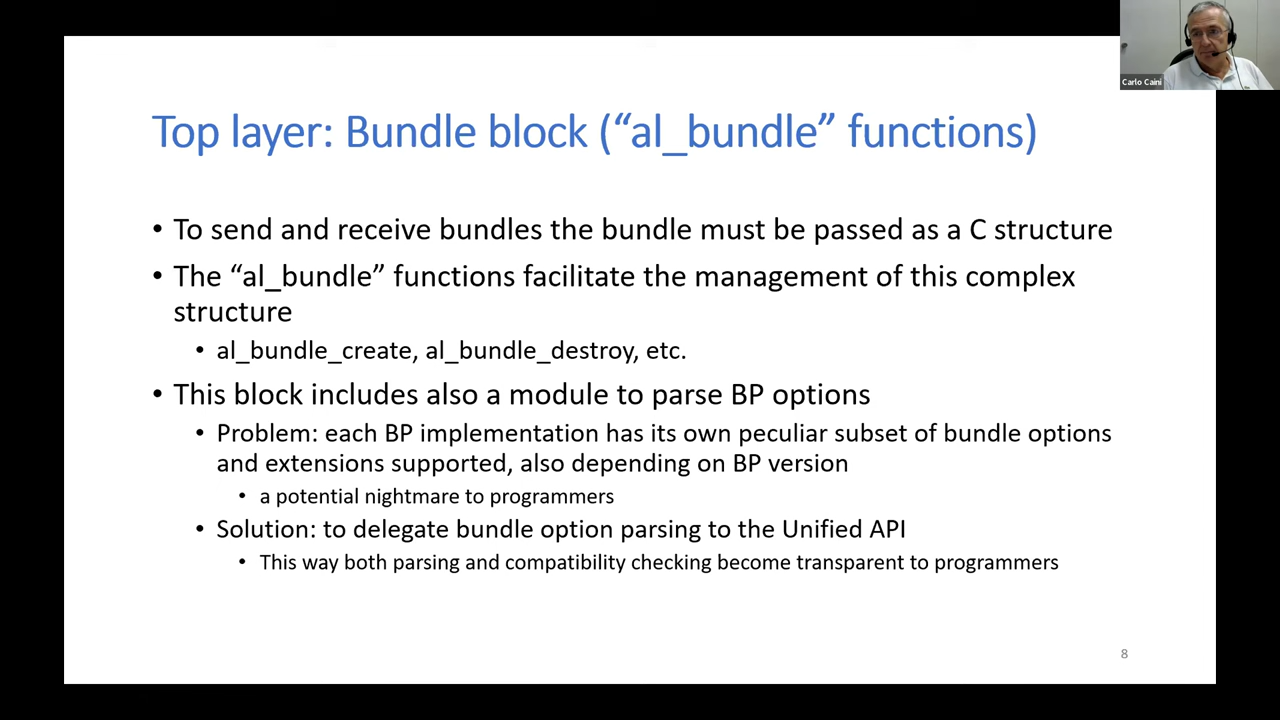 Carlo Caini
Top layer: Bundle block (“al_bundle” functions)
• To send and receive bundles the bundle must be passed as a C structure
• The “al_bundle” functions facilitate the management of this complex
structure
• al_bundle_create, al_bundle_destroy, etc.
• This block includes also a module to parse BP options
• Problem: each BP implementation has its own peculiar subset of bundle options
and extensions supported, also depending on BP version
• a potential nightmare to programmers
• Solution: to delegate bundle option parsing to the Unified API
• This way both parsing and compatibility checking become transparent to programmers
8